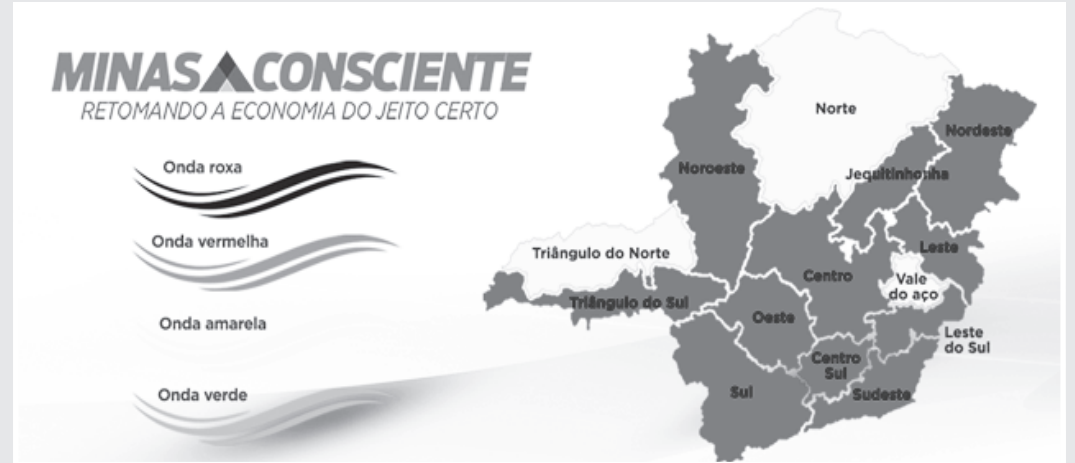 MINAS CONSCIENTE
RETOMANDO A ECONOMIA DO JEITO CERTO
Onda roxa
Onda vermelha
Onda amarela
Onda verde
Norte
Nordeste
Noroeste
Jequitinhonha
Triângulo do Norte
Leste
Centro
Vale
do aço
Triângulo do Sul
Oeste
Leste
do Sul
Centro
Sul
Sul
Sudeste